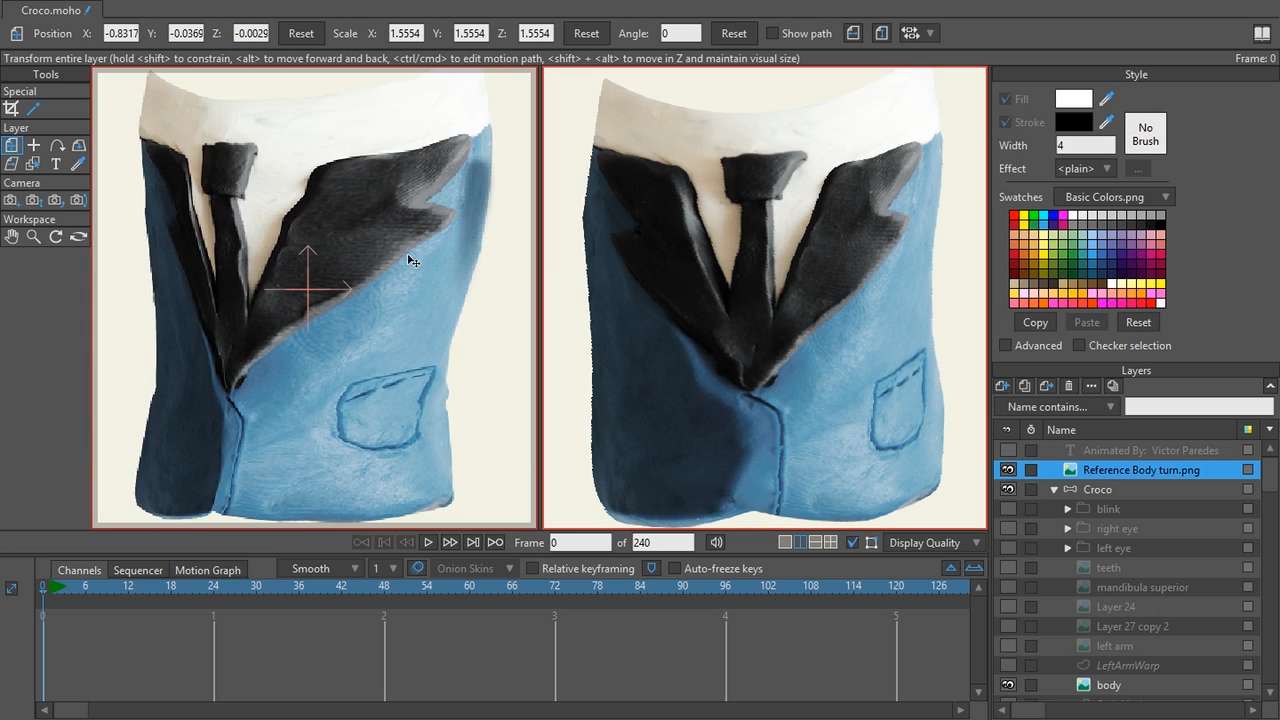 Croco.moho
Position X: -0.8317 Y: -0.0369 Z: -0.0029 Reset Scale X: 1.5554 Y: 1.5554 Z: 1.5554 Reset Angle: 0 Reset Show path
Transform entire layer (hold <shift> to constrain, <alt> to move forward and back, <ctrl/cmd> to edit motion path, <shift> + <alt> to move in Z and maintain visual size) Frame: 0
Tools
Special
Layer
T
Camera
Workspace
Style
Fill
Stroke
No
Brush
Width 4
Effect <plain> ...
Swatches Basic Colors.png
Copy Paste Reset
Advanced Checker selection
Layers
Name contains...
Name
Animated By: Victor Paredes
Reference Body turn.png
Croco
blink
right eye
left eye
teeth
mandibula superior
Layer 24
Layer 27 copy 2
left arm
LeftArmWarp
body
Frame 0 of 240 Display Quality
Channels Sequencer Motion Graph Smooth 1 Onion Skins Relative keyframing Auto-freeze keys
0 6 12 18 24 30 36 42 48 54 60 66 72 78 84 90 96 102 108 114 120 126
0 1 2 3 4 5